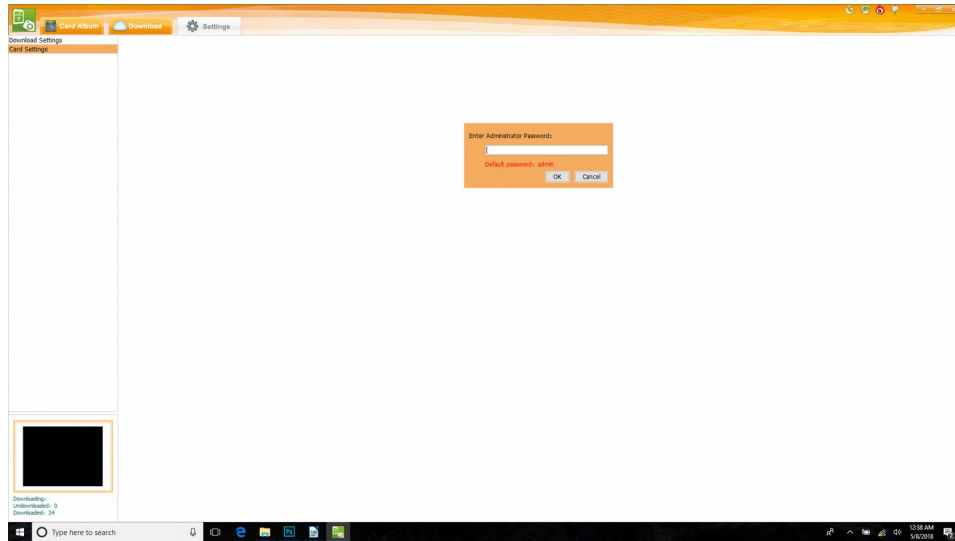 Card Album
Download
Settings
Download Settings
Card Settings
Enter Administrator Password:
Default password: admin
OK
Cancel
Downloading:
Undownloaded: 0
Downloaded: 34
Type here to search
Ps
12:38 AM
5/8/2018